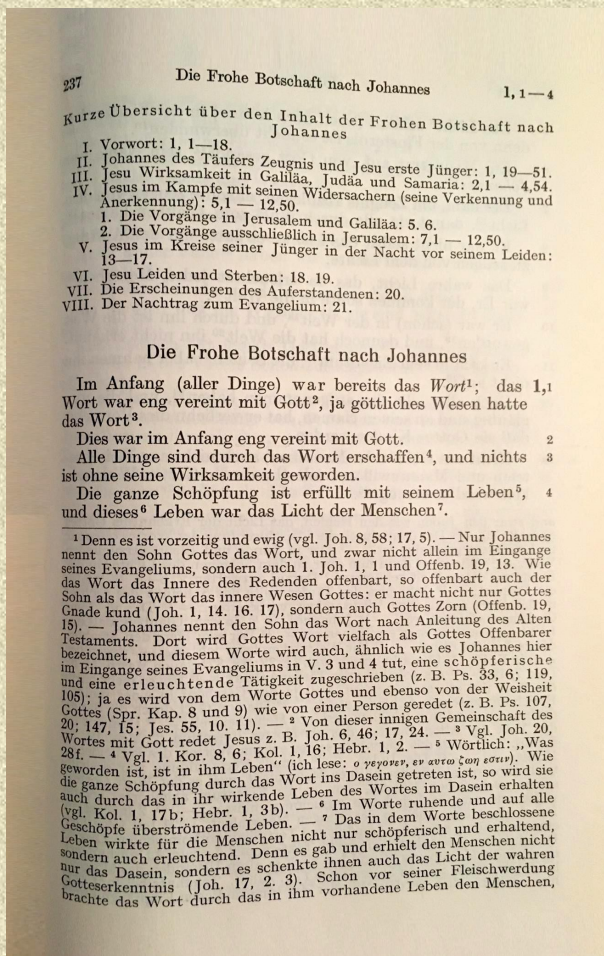 237 Die Frohe Botschaft nach Johannes 1, 1—4
Kurze Übersicht über den Inhalt der Frohen Botschaft nach
Johannes
I. Vorwort: 1, 1—18.
II. Johannes des Täufers Zeugnis und Jesu erste Jünger: 1, 19—51.
III. Jesu Wirksamkeit in Galiläa, Judäa und Samaria: 2,1 — 4,54.
IV. Jesus im Kampfe mit seinen Widersachern (seine Verkennung und
Anerkennung): 5,1 — 12,50.
1. Die Vorgänge in Jerusalem und Galiläa: 5. 6.
2. Die Vorgänge ausschließlich in Jerusalem: 7,1 — 12,50.
V. Jesus im Kreise seiner Jünger in der Nacht vor seinem Leiden:
13—17.
VI. Jesu Leiden und Sterben: 18. 19.
VII. Die Erscheinungen des Auferstandenen: 20.
VIII. Der Nachtrag zum Evangelium: 21.
Die Frohe Botschaft nach Johannes
Im Anfang (aller Dinge) war bereits das Wort¹; das 1,1
Wort war eng vereint mit Gott², ja göttliches Wesen hatte
das Wort³.
Dies war im Anfang eng vereint mit Gott. 2
Alle Dinge sind durch das Wort erschaffen⁴, und nichts 3
ist ohne seine Wirksamkeit geworden.
Die ganze Schöpfung ist erfüllt mit seinem Leben⁵, 4
und dieses⁶ Leben war das Licht der Menschen⁷.
¹ Denn es ist vorzeitig und ewig (vgl. Joh. 8, 58; 17, 5). — Nur Johannes
nennt den Sohn Gottes das Wort, und zwar nicht allein im Eingange
seines Evangeliums, sondern auch 1. Joh. 1, 1 und Offenb. 19, 13. Wie
das Wort das Innere des Redenden offenbart, so offenbart auch der
Sohn als das Wort das innere Wesen Gottes: er macht nicht nur Gottes
Gnade kund (Joh. 1, 14. 16. 17), sondern auch Gottes Zorn (Offenb. 19,
15). — Johannes nennt den Sohn das Wort nach Anleitung des Alten
Testaments. Dort wird Gottes Wort vielfach als Gottes Offenbarer
bezeichnet, und diesem Worte wird auch, ähnlich wie es Johannes hier
im Eingange seines Evangeliums in V. 3 und 4 tut, eine schöpferische
und eine erleuchtende Tätigkeit zugeschrieben (z. B. Ps. 33, 6; 119,
105); ja es wird von dem Worte Gottes und ebenso von der Weisheit
Gottes (Spr. Kap. 8 und 9) wie von einer Person geredet (z. B. Ps. 107,
20; 147, 15; Jes. 55, 10. 11). — ² Von dieser innigen Gemeinschaft des
Wortes mit Gott redet Jesus z. B. Joh. 6, 46; 17, 24. — ³ Vgl. Joh. 20,
28f. — ⁴ Vgl. 1. Kor. 8, 6; Kol. 1, 16; Hebr. 1, 2. — ⁵ Wörtlich: „Was
geworden ist, ist in ihm Leben“ (ich lese: ο γεγονεν, εν αυτω ζωη εστιν). Wie
die ganze Schöpfung durch das Wort ins Dasein getreten ist, so wird sie
auch durch das in ihr wirkende Leben des Wortes im Dasein erhalten
(vgl. Kol. 1, 17b; Hebr. 1, 3b). — ⁶ Im Worte ruhende und auf alle
Geschöpfe überströmende Leben. — ⁷ Das in dem Worte beschlossene
Leben wirkte für die Menschen nicht nur schöpferisch und erhaltend,
sondern auch erleuchtend. Denn es gab und erhielt den Menschen nicht
nur das Dasein, sondern es schenkte ihnen auch das Licht der wahren
Gotteserkenntnis (Joh. 17, 2. 3). Schon vor seiner Fleischwerdung
brachte das Wort durch das in ihm vorhandene Leben den Menschen,